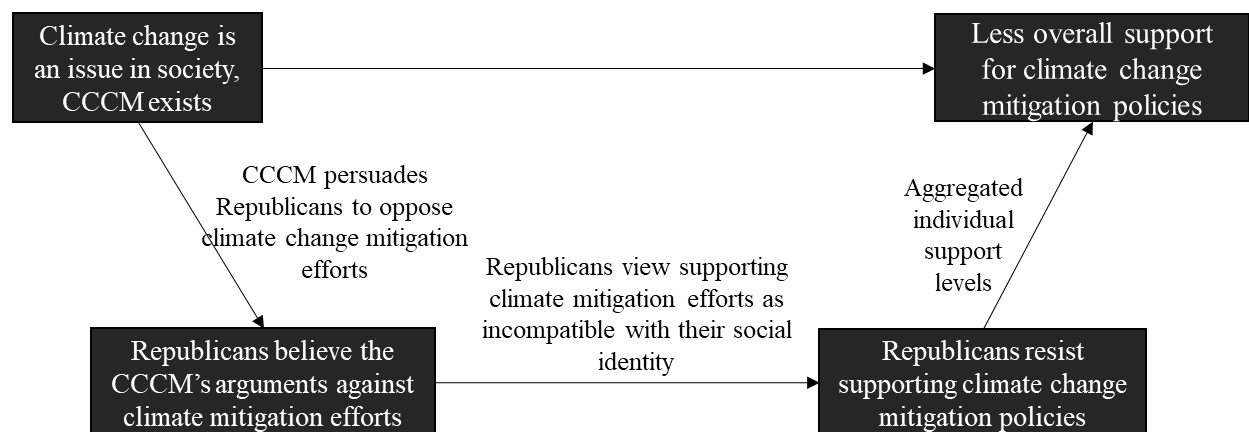 Climate change is
an issue in society,
CCCM exists
Less overall support
for climate change
mitigation policies
CCCM persuades
Republicans to oppose
climate change mitigation
efforts
Aggregated
individual
support
levels
Republicans view supporting
climate mitigation efforts as
incompatible with their social
identity
Republicans believe the
CCCM's arguments against
climate mitigation efforts
Republicans resist
supporting climate change
mitigation policies